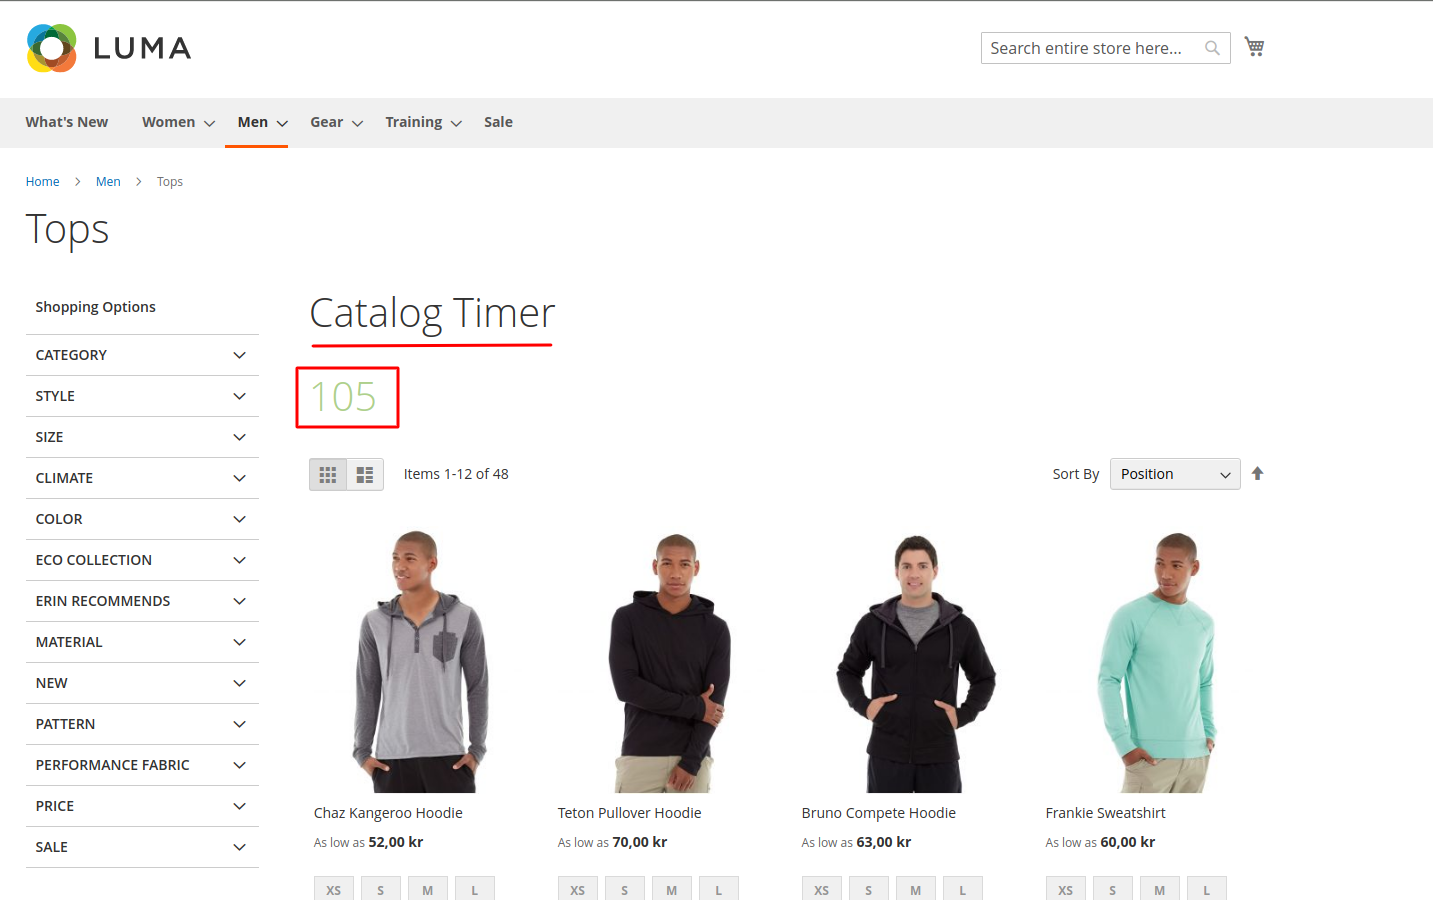 LUMA
Search entire store here...
What's New Women Men Gear Training Sale
Home Men Tops
Tops
Shopping Options
CATEGORY
STYLE
SIZE
CLIMATE
COLOR
ECO COLLECTION
ERIN RECOMMENDS
MATERIAL
NEW
PATTERN
PERFORMANCE FABRIC
PRICE
SALE
Catalog Timer
105
Items 1-12 of 48
Sort By Position
Chaz Kangeroo Hoodie
As low as 52,00 kr
XS S M L
Teton Pullover Hoodie
As low as 70,00 kr
XS S M L
Bruno Compete Hoodie
As low as 63,00 kr
XS S M L
Frankie Sweatshirt
As low as 60,00 kr
XS S M L